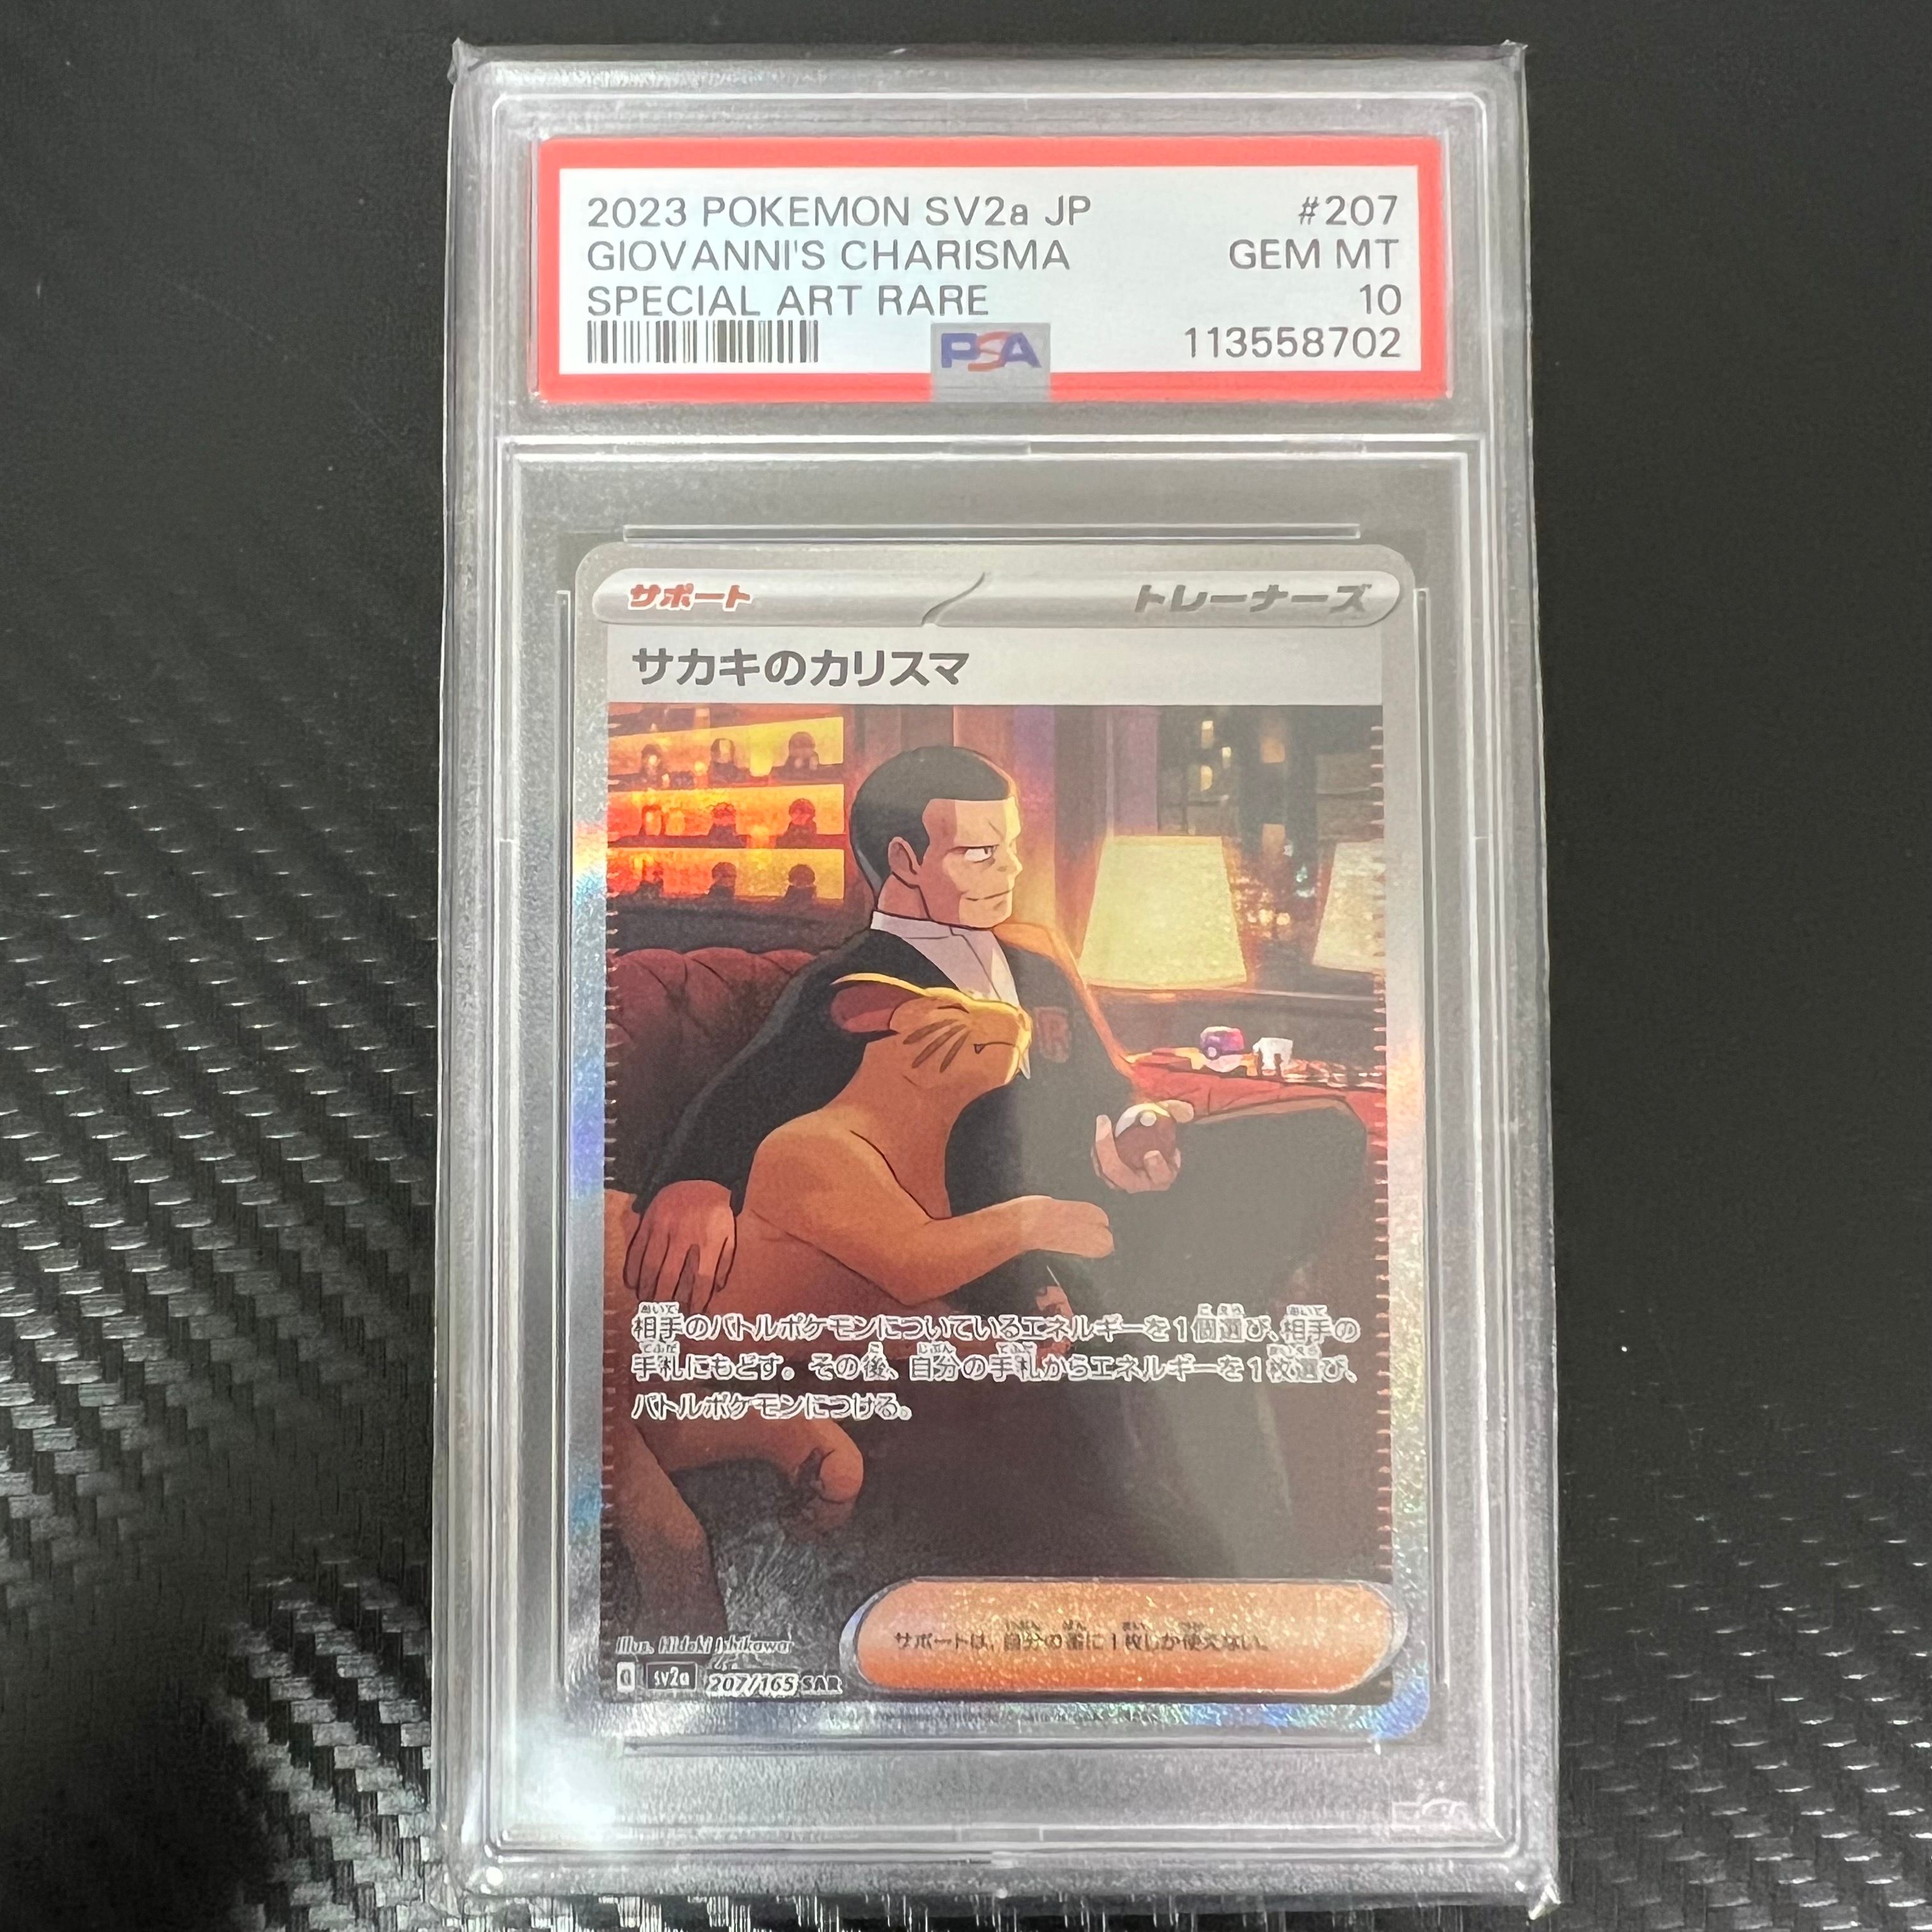 2023 POKEMON SV2a JP #207
GIOVANNI'S CHARISMA GEM MT
SPECIAL ART RARE 10
PSA 113558702
サポート トレーナーズ
サカキのカリスマ
R
相手のバトルポケモンについているエネルギーを1個選び、相手の
手札にもどす。その後、自分の手札からエネルギーを1枚選び、
バトルポケモンにつける。
サポートは、自分の番に1枚しか使えない。
Illus. Hideki Ishikawa
sv2a 207/165 SAR